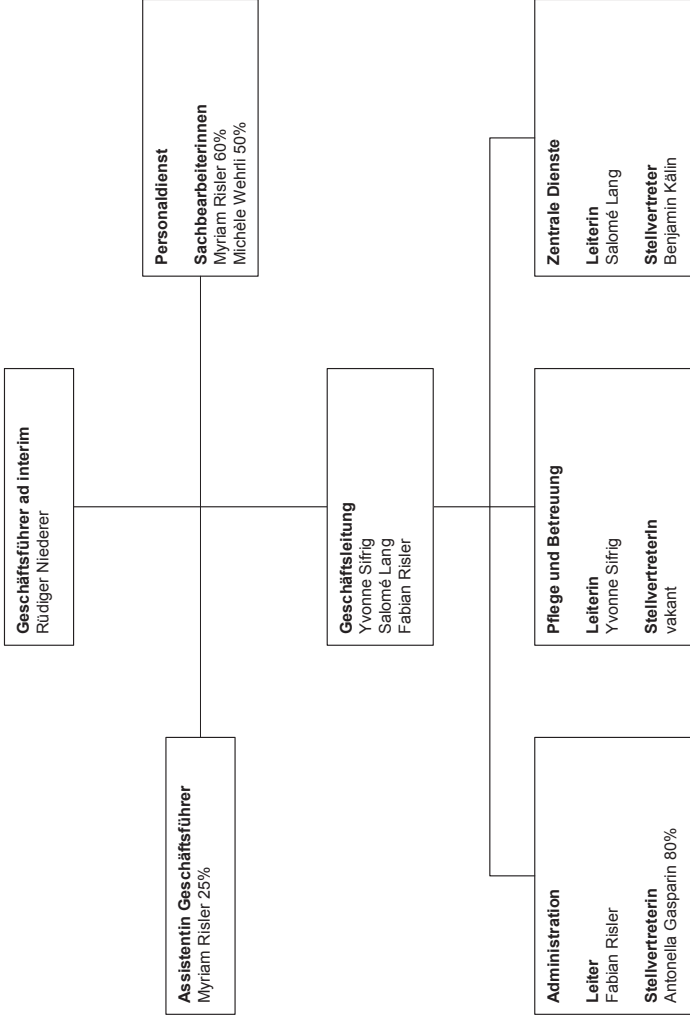 Geschäftsführer ad interim
Rüdiger Niederer
Assistentin Geschäftsführer
Myriam Risler 25%
Personaldienst
Sachbearbeiterinnen
Myriam Risler 60%
Michèle Wehrli 50%
Geschäftsleitung
Yvonne Sifrig
Salomé Lang
Fabian Risler
Administration
Leiter
Fabian Risler
Stellvertreterin
Antonella Gasparin 80%
Pflege und Betreuung
Leiterin
Yvonne Sifrig
StellvertreterIn
vakant
Zentrale Dienste
Leiterin
Salomé Lang
Stellvertreter
Benjamin Kälin